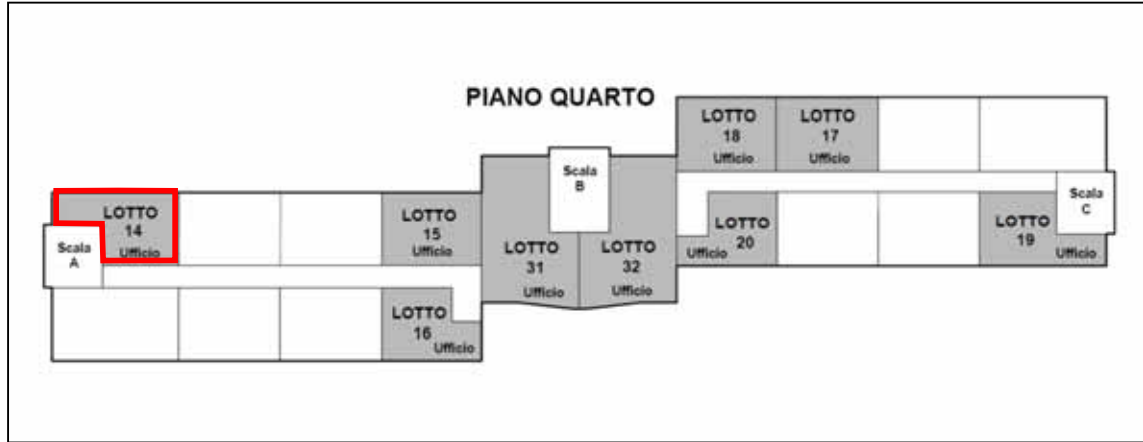 PIANO QUARTO
LOTTO
18
Ufficio
LOTTO
17
Ufficio
Scala
B
Scala
C
LOTTO
14
Ufficio
LOTTO
15
Ufficio
LOTTO
20
Ufficio
LOTTO
19
Ufficio
Scala
A
LOTTO
31
Ufficio
LOTTO
32
Ufficio
LOTTO
16
Ufficio